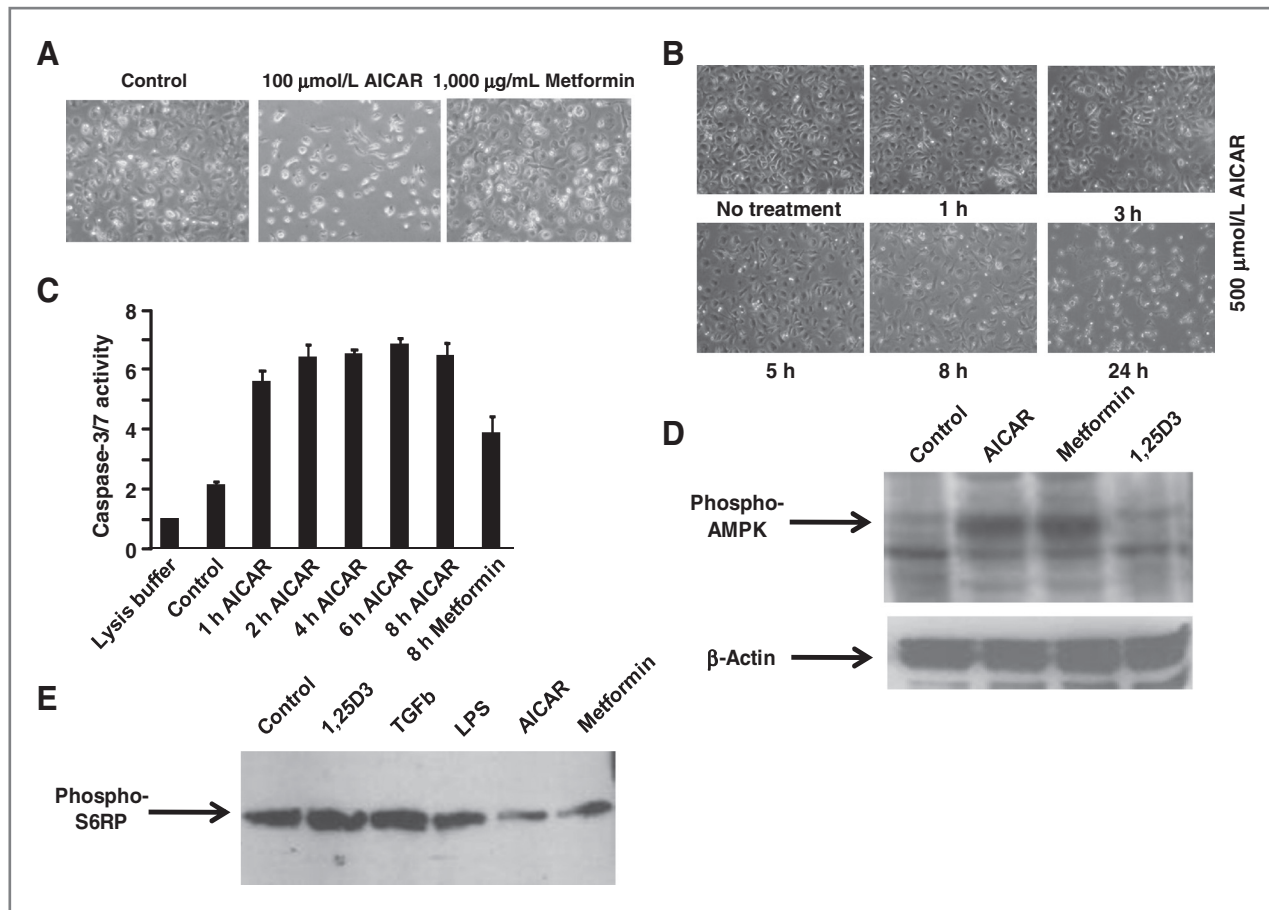 A
Control
100 μmol/L AICAR
1,000 μg/mL Metformin
B
No treatment
1 h
3 h
5 h
8 h
24 h
500 μmol/L AICAR
C
Caspase-3/7 activity
8
6
4
2
0
Lysis buffer
Control
1 h AICAR
2 h AICAR
4 h AICAR
6 h AICAR
8 h AICAR
8 h Metformin
D
Control
AICAR
Metformin
1,25D3
Phospho-
AMPK
β-Actin
E
Control
1,25D3
TGFb
LPS
AICAR
Metformin
Phospho-
S6RP